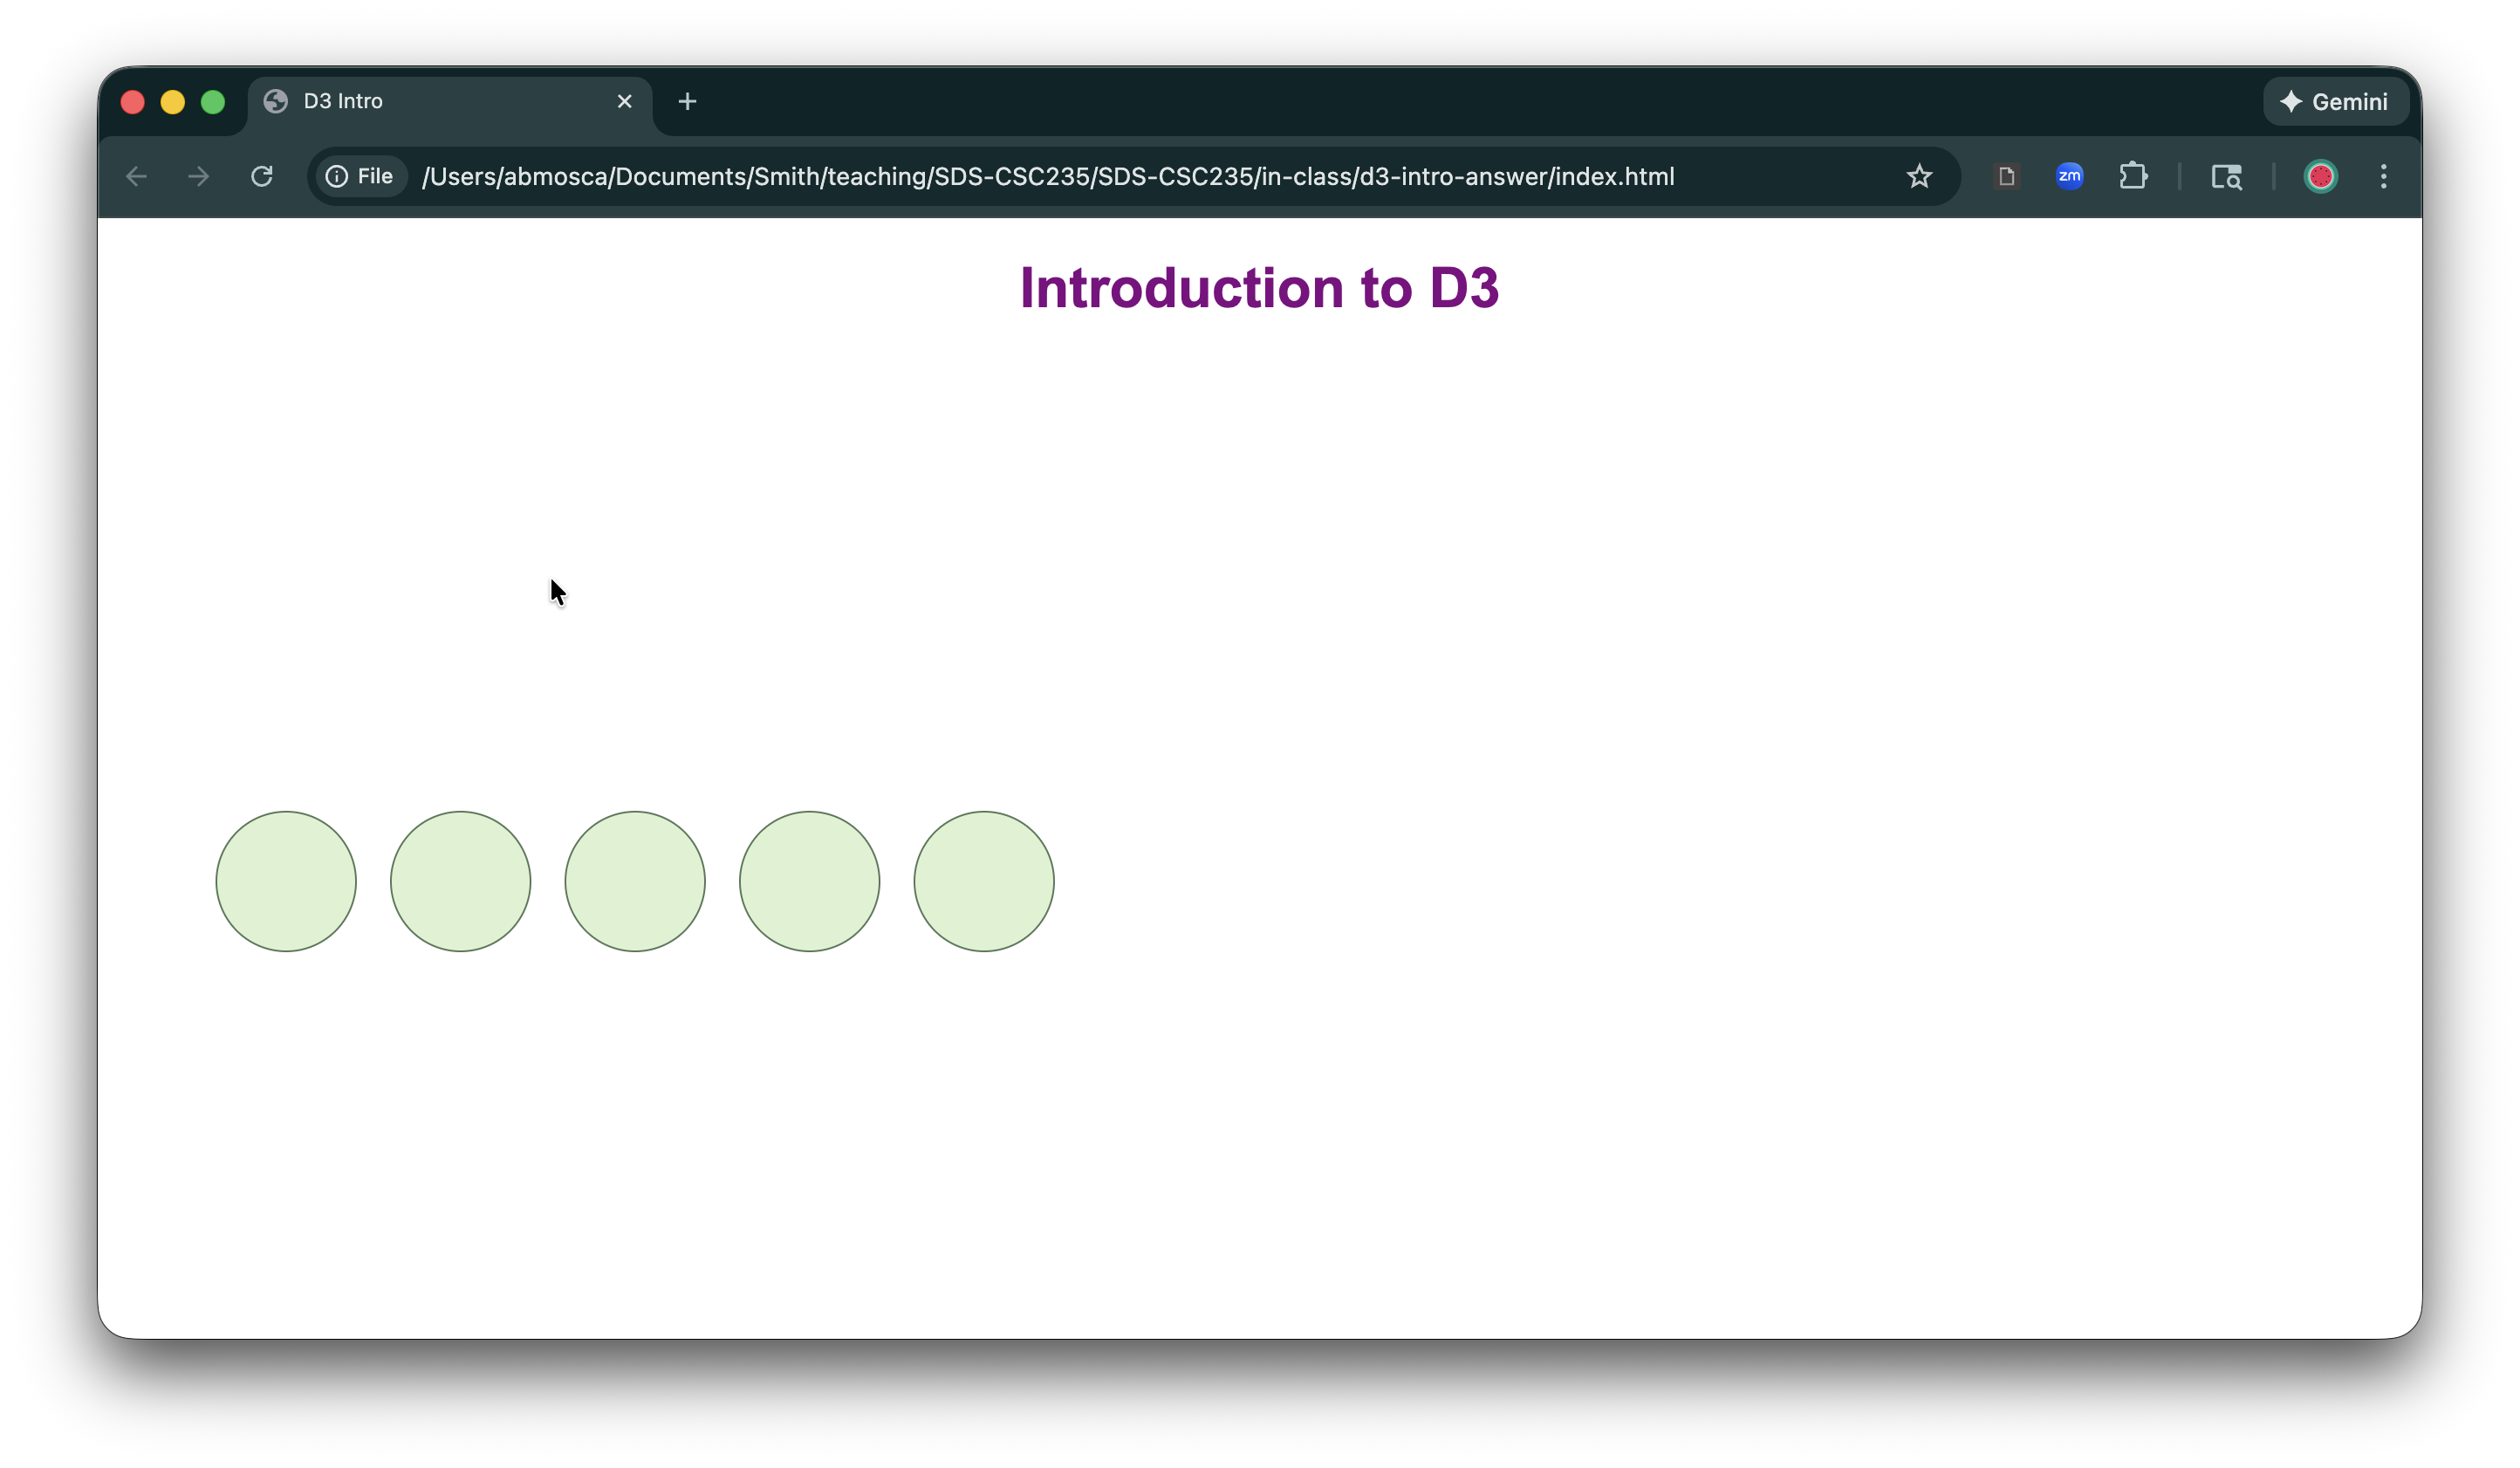 D3 Intro
Gemini
File /Users/abmosca/Documents/Smith/teaching/SDS-CSC235/SDS-CSC235/in-class/d3-intro-answer/index.html
zm
Introduction to D3